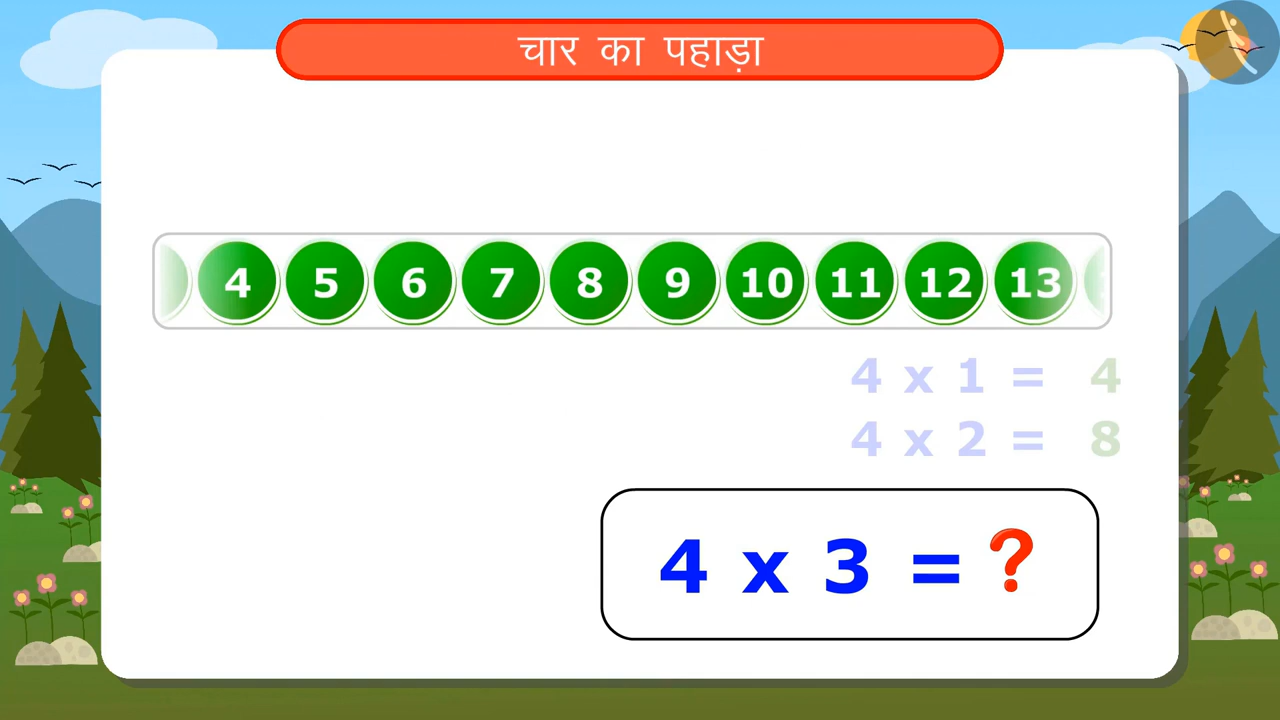 चार का पहाड़ा
4 5 6 7 8 9 10 11 12 13
4 x 1 = 4
4 x 2 = 8
4 x 3 = ?